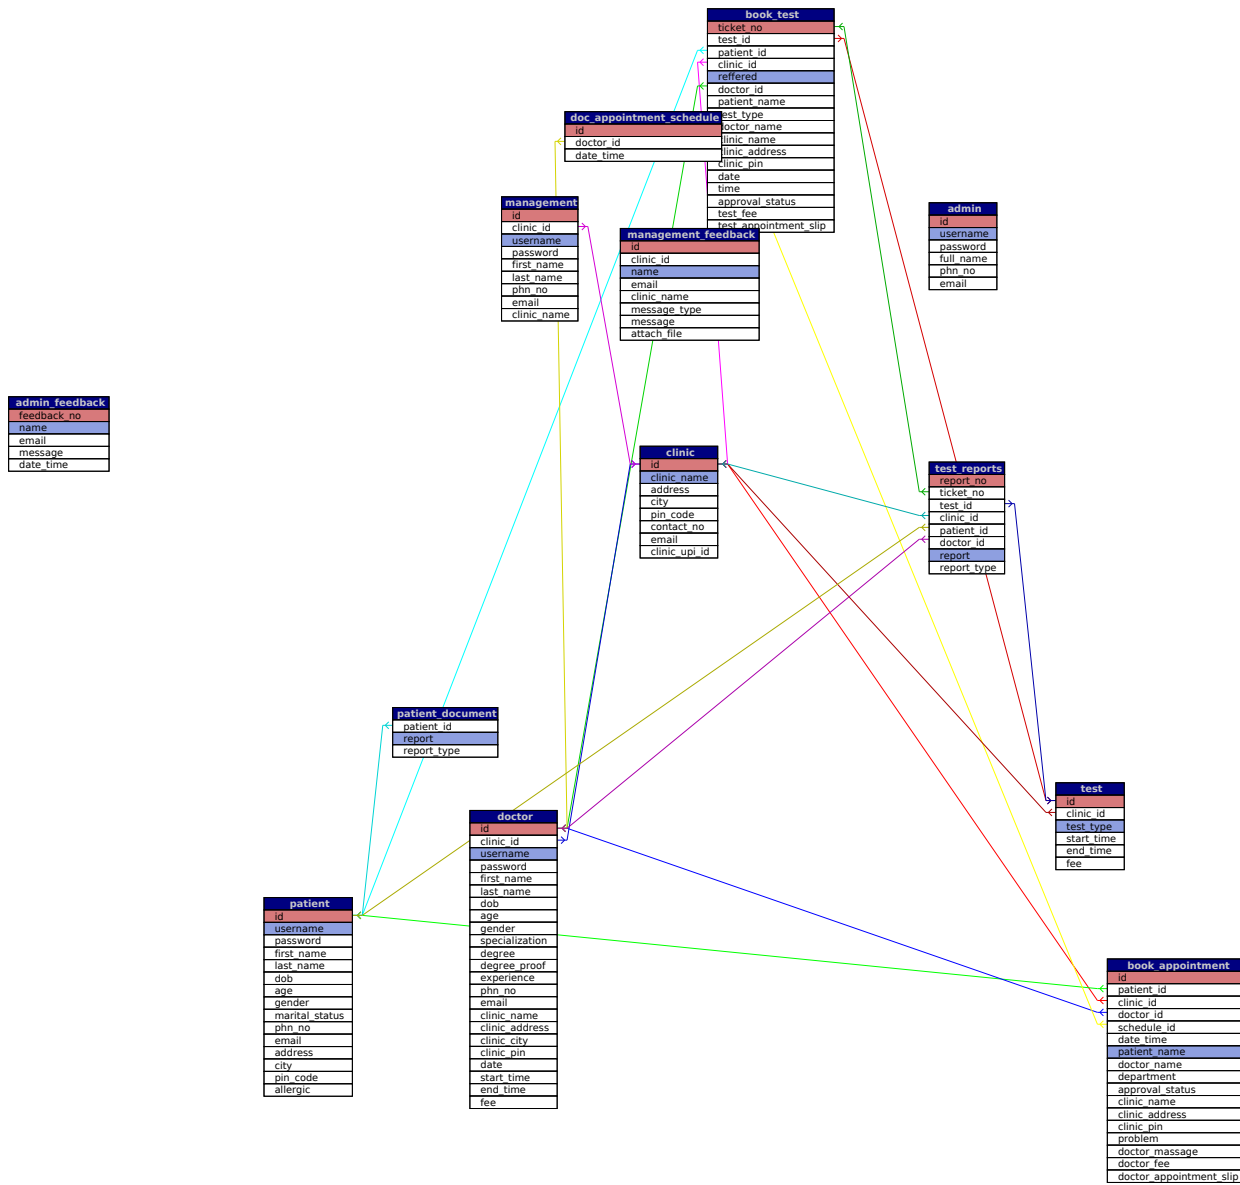 book_test
ticket_no
test_id
patient_id
clinic_id
reffered
doctor_id
patient_name
est_type
doctor_name
clinic_name
clinic_address
clinic_pin
date
time
approval_status
test_fee
test_appointment_slip
doc_appointment_schedule
id
doctor_id
date_time
management
id
clinic_id
username
password
first_name
last_name
phn_no
email
clinic_name
management_feedback
id
clinic_id
name
email
clinic_name
message_type
message
attach_file
admin
id
username
password
full_name
phn_no
email
admin_feedback
feedback_no
name
email
message
date_time
clinic
id
clinic_name
address
city
pin_code
contact_no
email
clinic_upi_id
test_reports
report_no
ticket_no
test_id
clinic_id
patient_id
doctor_id
report
report_type
patient_document
patient_id
report
report_type
test
id
clinic_id
test_type
start_time
end_time
fee
doctor
id
clinic_id
username
password
first_name
last_name
dob
age
gender
specialization
degree
degree_proof
experience
phn_no
email
clinic_name
clinic_address
clinic_city
clinic_pin
date
start_time
end_time
fee
patient
id
username
password
first_name
last_name
dob
age
gender
marital_status
phn_no
email
address
city
pin_code
allergic
book_appointment
id
patient_id
clinic_id
doctor_id
schedule_id
date_time
patient_name
doctor_name
department
approval_status
clinic_name
clinic_address
clinic_pin
problem
doctor_massage
doctor_fee
doctor_appointment_slip